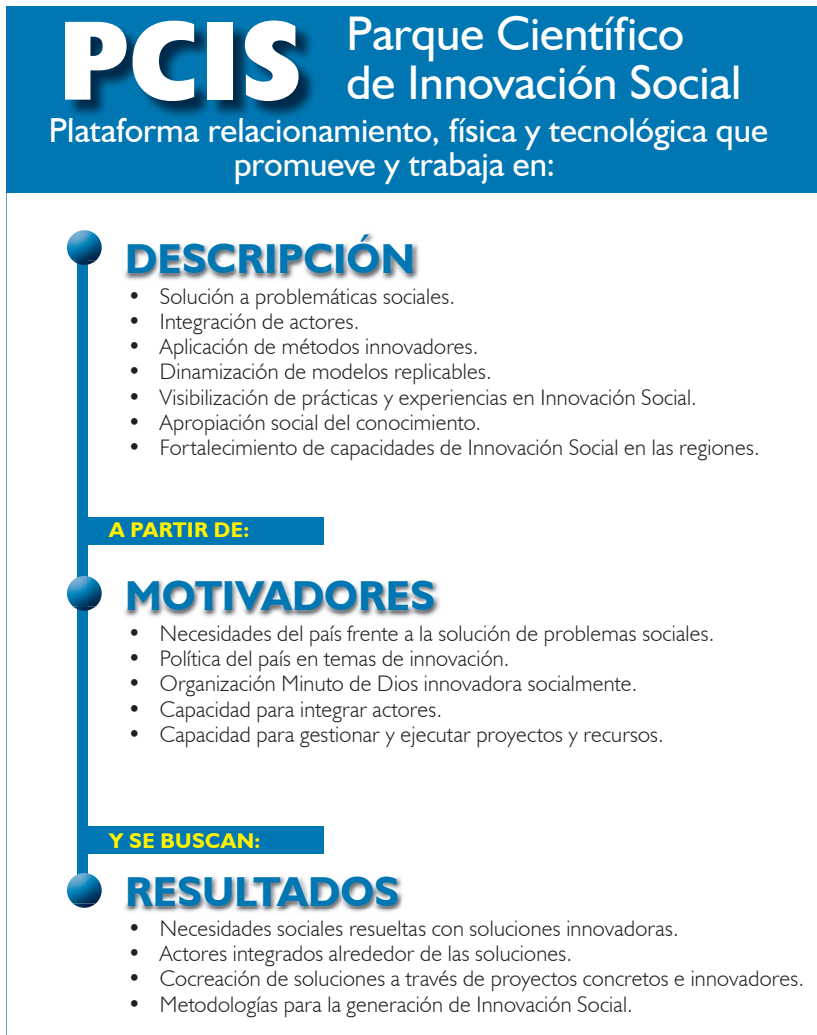 PCIS Parque Científico
de Innovación Social
Plataforma relacionamiento, física y tecnológica que
promueve y trabaja en:
DESCRIPCIÓN
• Solución a problemáticas sociales.
• Integración de actores.
• Aplicación de métodos innovadores.
• Dinamización de modelos replicables.
• Visibilización de prácticas y experiencias en Innovación Social.
• Apropiación social del conocimiento.
• Fortalecimiento de capacidades de Innovación Social en las regiones.
A PARTIR DE:
MOTIVADORES
• Necesidades del país frente a la solución de problemas sociales.
• Política del país en temas de innovación.
• Organización Minuto de Dios innovadora socialmente.
• Capacidad para integrar actores.
• Capacidad para gestionar y ejecutar proyectos y recursos.
Y SE BUSCAN:
RESULTADOS
• Necesidades sociales resueltas con soluciones innovadoras.
• Actores integrados alrededor de las soluciones.
• Cocreación de soluciones a través de proyectos concretos e innovadores.
• Metodologías para la generación de Innovación Social.